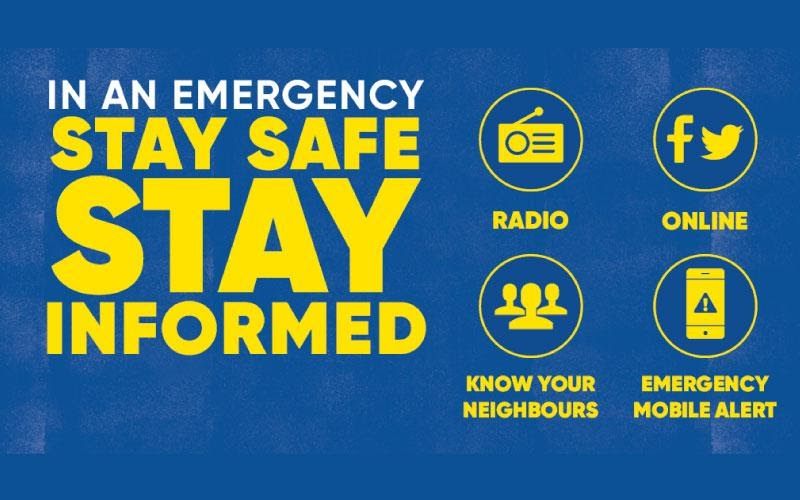 IN AN EMERGENCY
STAY SAFE
STAY
INFORMED
RADIO
ONLINE
KNOW YOUR
NEIGHBOURS
EMERGENCY
MOBILE ALERT